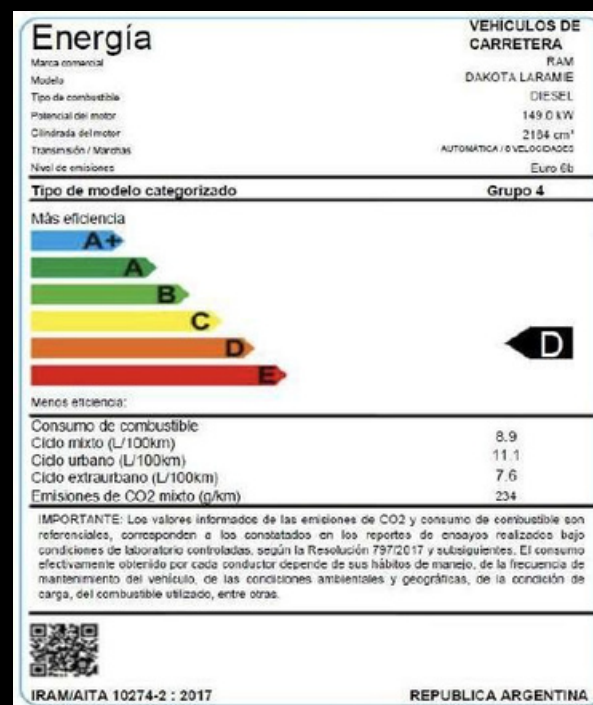 Energía
VEHÍCULOS DE
CARRETERA
Marca comercial RAM
Modelo DAKOTA LARAMIE
Tipo de combustible DIESEL
Potencial del motor 149.0 kW
Cilindrada del motor 2184 cm³
Transmisión / Marchas AUTOMÁTICA / 8 VELOCIDADES
Nivel de emisiones Euro 6b
Tipo de modelo categorizado Grupo 4
Más eficiencia
A+
A
B
C
D
D
E
Menos eficiencia:
Consumo de combustible
Ciclo mixto (L/100km) 8.9
Ciclo urbano (L/100km) 11.1
Ciclo extraurbano (L/100km) 7.6
Emisiones de CO2 mixto (g/km) 234
IMPORTANTE: Los valores informados de las emisiones de CO2 y consumo de combustible son
referenciales, corresponden a los constatados en los reportes de ensayos realizados bajo
condiciones de laboratorio controladas, según la Resolución 797/2017 y subsiguientes. El consumo
efectivamente obtenido por cada conductor depende de sus hábitos de manejo, de la frecuencia de
mantenimiento del vehículo, de las condiciones ambientales y geográficas, de la condición de
carga, del combustible utilizado, entre otras.
IRAM/AITA 10274-2 : 2017 REPUBLICA ARGENTINA